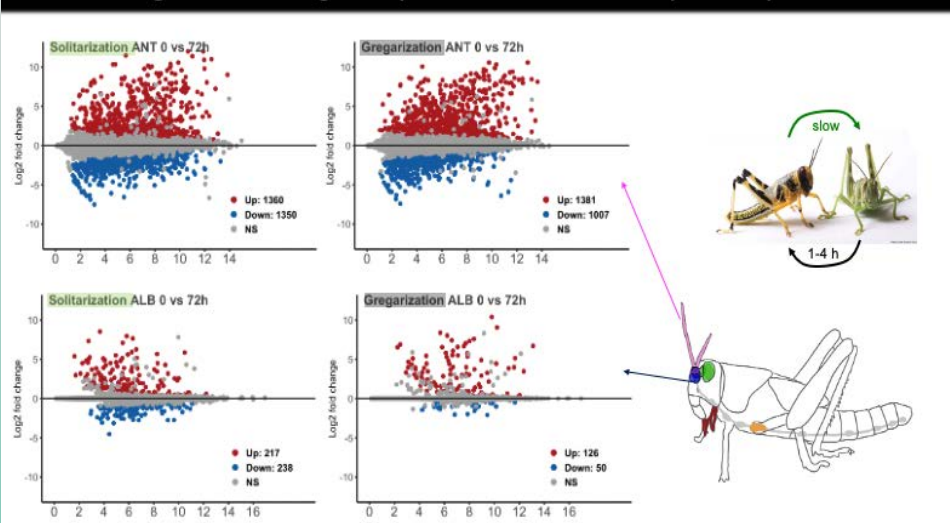 Solitarization ANT 0 vs 72h
Log2 fold change
10
5
0
-5
-10
Up: 1360
Down: 1350
NS
0 2 4 6 8 10 12 14
Gregarization ANT 0 vs 72h
Log2 fold change
10
5
0
-5
-10
Up: 1381
Down: 1007
NS
0 2 4 6 8 10 12 14
slow
1-4 h
Solitarization ALB 0 vs 72h
Log2 fold change
10
5
0
-5
-10
Up: 217
Down: 238
NS
0 2 4 6 8 10 12 14 16
Gregarization ALB 0 vs 72h
Log2 fold change
10
5
0
-5
-10
Up: 126
Down: 50
NS
0 2 4 6 8 10 12 14 16